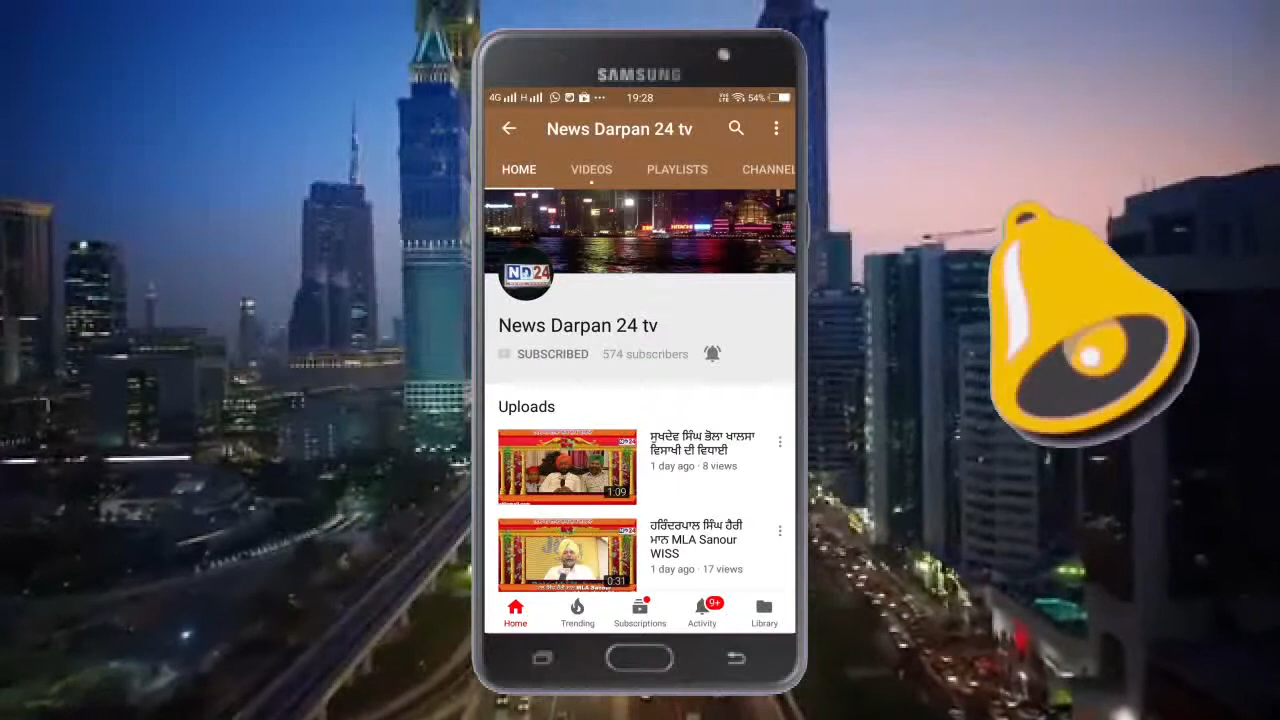 SAMSUNG
4G H 19:28 54%
News Darpan 24 tv
HOME VIDEOS PLAYLISTS CHANNEL
HITACHI
ND24
News Darpan 24 tv
SUBSCRIBED 574 subscribers
Uploads
ਸੁਖਦੇਵ ਸਿੰਘ ਭੋਲਾ ਖਾਲਸਾ
ਵਿਸਾਖੀ ਦੀ ਵਿਧਾਈ
1 day ago · 8 views
1:09
ਹਰਿੰਦਰਪਾਲ ਸਿੰਘ ਹੈਰੀ
ਮਾਨ MLA Sanour
WISS
1 day ago · 17 views
0:31
9+
Home Trending Subscriptions Activity Library